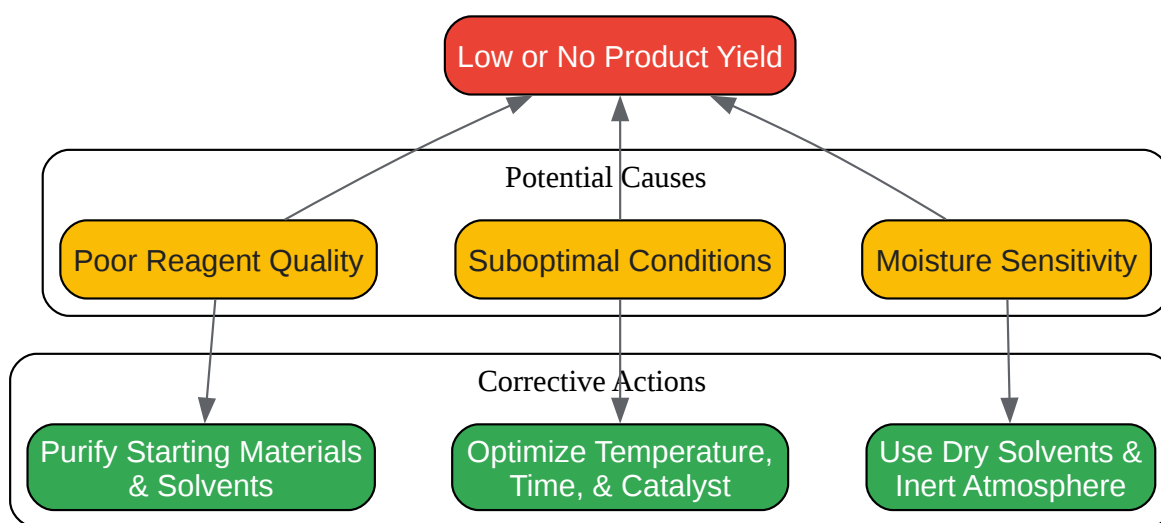 Low or No Product Yield
Potential Causes
Poor Reagent Quality
Suboptimal Conditions
Moisture Sensitivity
Corrective Actions
Purify Starting Materials
& Solvents
Optimize Temperature,
Time, & Catalyst
Use Dry Solvents &
Inert Atmosphere